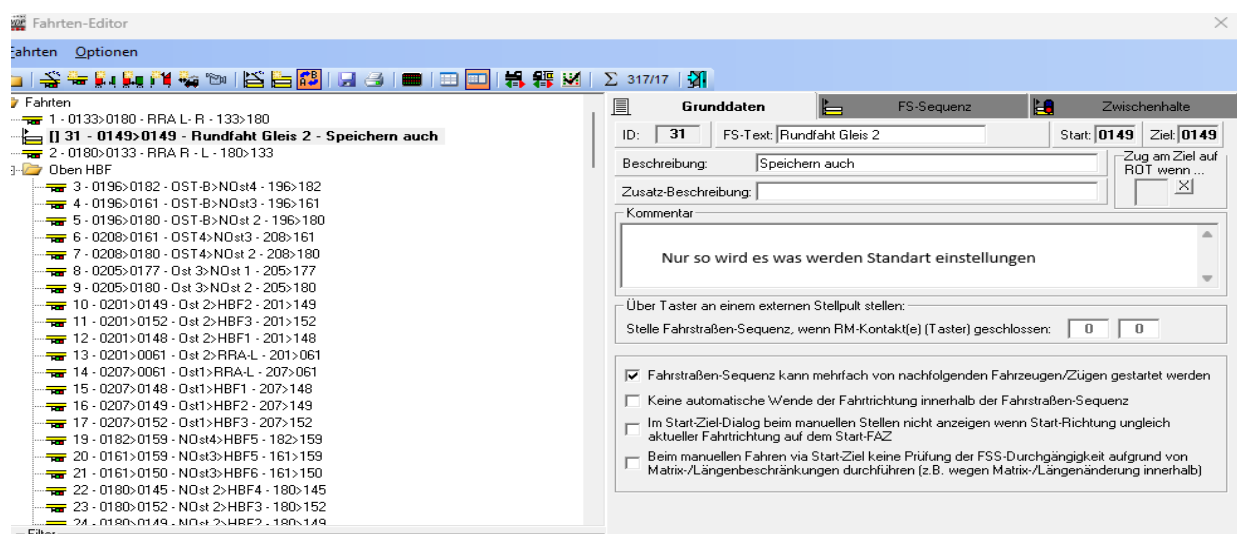 Fahrten-Editor
Fahrten Optionen
Σ 317/17
Fahrten
1 - 0133>0180 - RRA L- R - 133>180
[] 31 - 0149>0149 - Rundfaht Gleis 2 - Speichern auch
2 - 0180>0133 - RRA R - L - 180>133
Oben HBF
3 - 0196>0182 - OST-B>NOst4 - 196>182
4 - 0196>0161 - OST-B>NOst3 - 196>161
5 - 0196>0180 - OST-B>NOst 2 - 196>180
6 - 0208>0161 - OST4>NOst3 - 208>161
7 - 0208>0180 - OST4>NOst 2 - 208>180
8 - 0205>0177 - Ost 3>NOst 1 - 205>177
9 - 0205>0180 - Ost 3>NOst 2 - 205>180
10 - 0201>0149 - Ost 2>HBF2 - 201>149
11 - 0201>0152 - Ost 2>HBF3 - 201>152
12 - 0201>0148 - Ost 2>HBF1 - 201>148
13 - 0201>0061 - Ost 2>RRA-L - 201>061
14 - 0207>0061 - Ost1>RRA-L - 207>061
15 - 0207>0148 - Ost1>HBF1 - 207>148
16 - 0207>0149 - Ost1>HBF2 - 207>149
17 - 0207>0152 - Ost1>HBF3 - 207>152
19 - 0182>0159 - NOst4>HBF5 - 182>159
20 - 0161>0159 - NOst3>HBF5 - 161>159
21 - 0161>0150 - NOst3>HBF6 - 161>150
22 - 0180>0145 - NOst 2>HBF4 - 180>145
23 - 0180>0152 - NOst 2>HBF3 - 180>152
24 - 0180>0149 - NOst 2>HBF2 - 180>149
Filter
Grunddaten FS-Sequenz Zwischenhalte
ID: 31 FS-Text: Rundfaht Gleis 2 Start: 0149 Ziel: 0149
Beschreibung: Speichern auch
Zug am Ziel auf
ROT wenn ...
Zusatz-Beschreibung:
Kommentar
Nur so wird es was werden Standart einstellungen
Über Taster an einem externen Stellpult stellen:
Stelle Fahrstraßen-Sequenz, wenn RM-Kontakt(e) (Taster) geschlossen: 0 0
Fahrstraßen-Sequenz kann mehrfach von nachfolgenden Fahrzeugen/Zügen gestartet werden
Keine automatische Wende der Fahrtrichtung innerhalb der Fahrstraßen-Sequenz
Im Start-Ziel-Dialog beim manuellen Stellen nicht anzeigen wenn Start-Richtung ungleich
aktueller Fahrtrichtung auf dem Start-FAZ
Beim manuellen Fahren via Start-Ziel keine Prüfung der FSS-Durchgängigkeit aufgrund von
Matrix-/Längenbeschränkungen durchführen (z.B. wegen Matrix-/Längenänderung innerhalb)